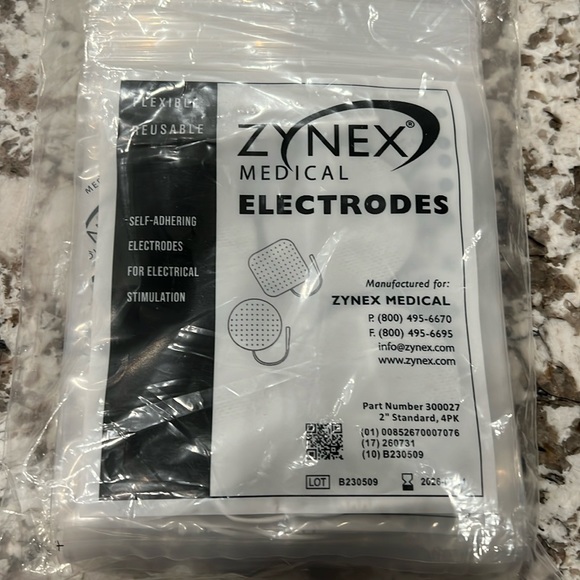 FLEXIBLE
REUSABLE
SELF-ADHERING
ELECTRODES
FOR ELECTRICAL
STIMULATION
ZYNEX®
MEDICAL
ELECTRODES
Manufactured for:
ZYNEX MEDICAL
P. (800) 495-6670
F. (800) 495-6695
info@zynex.com
www.zynex.com
Part Number 300027
2" Standard, 4PK
(01) 00852670007076
(17) 260731
(10) B230509
LOT B230509